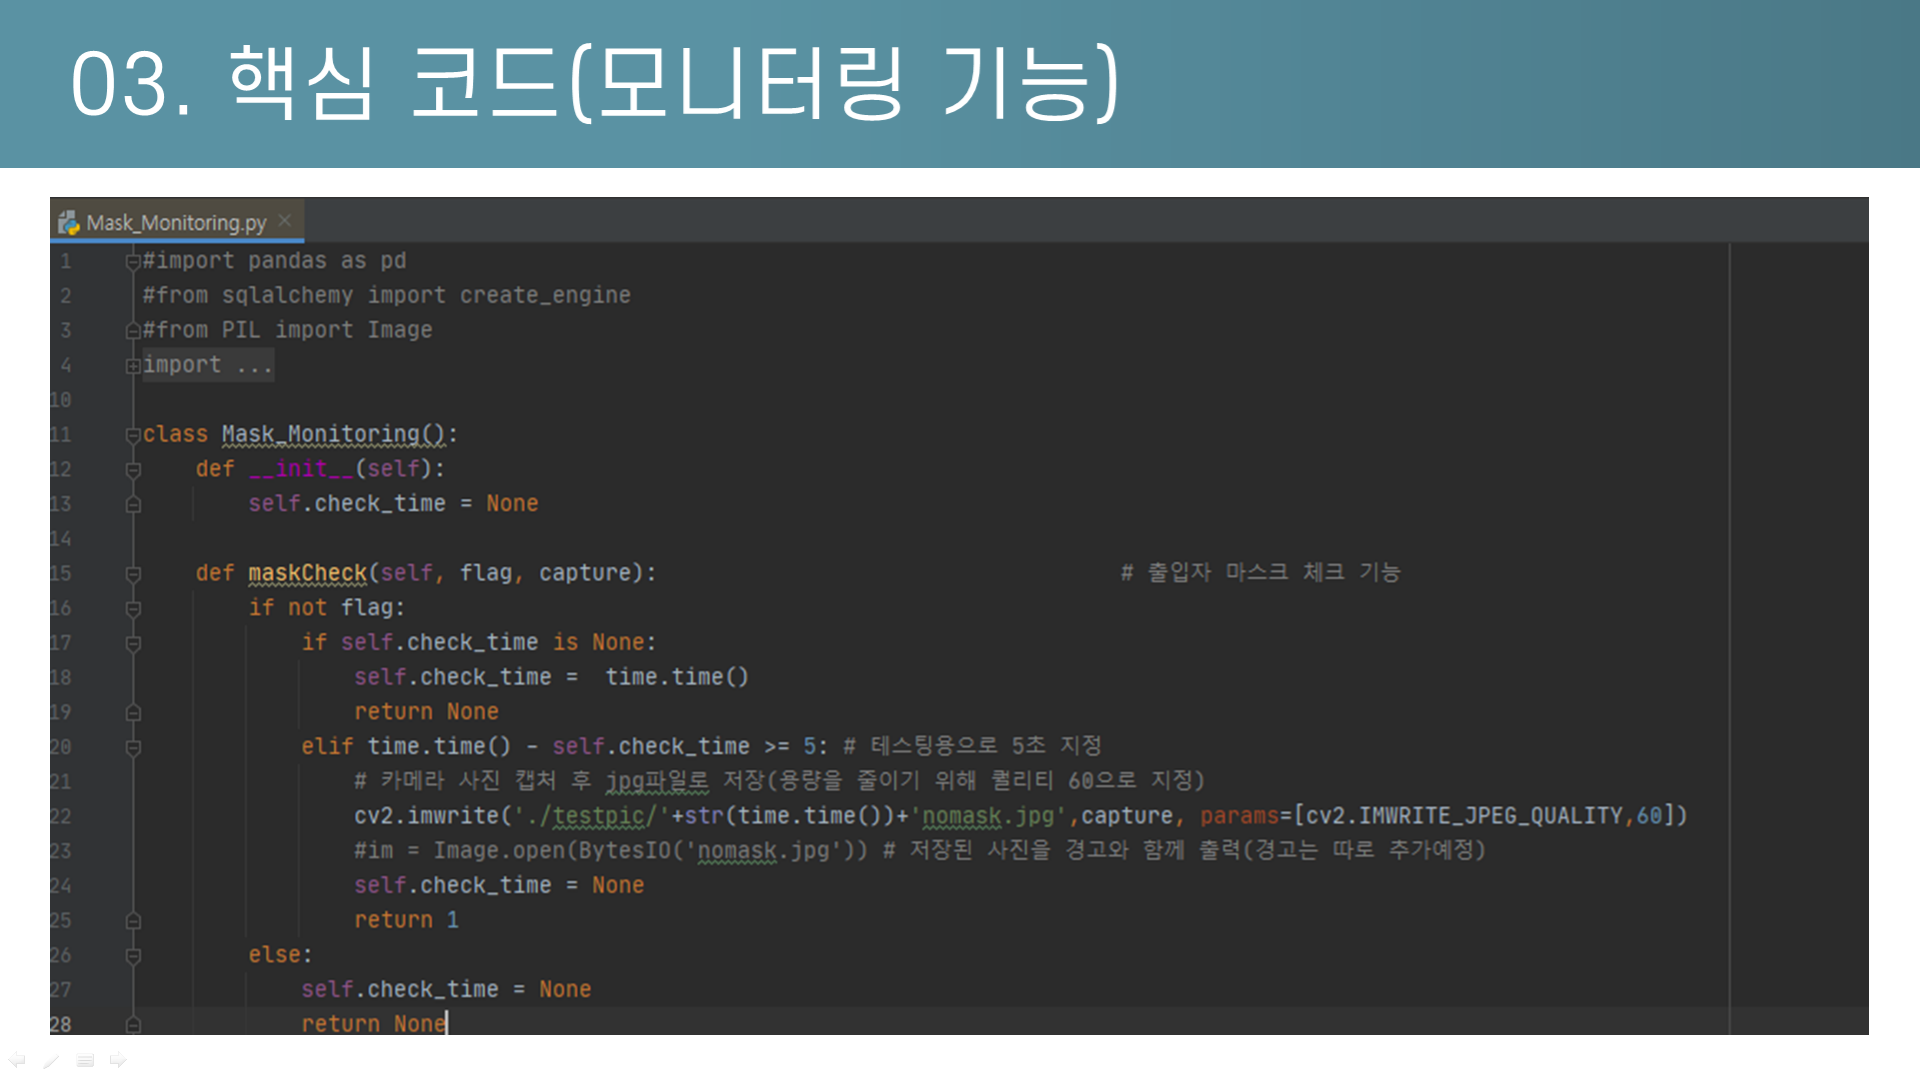 03. 핵심 코드(모니터링 기능)
Mask_Monitoring.py
1 #import pandas as pd
2 #from sqlalchemy import create_engine
3 #from PIL import Image
4 import ...
10
11 class Mask_Monitoring():
12 def __init__(self):
13 self.check_time = None
14
15 def maskCheck(self, flag, capture): # 출입자 마스크 체크 기능
16 if not flag:
17 if self.check_time is None:
18 self.check_time =  time.time()
19 return None
20 elif time.time() - self.check_time >= 5: # 테스팅용으로 5초 지정
21 # 카메라 사진 캡처 후 jpg파일로 저장(용량을 줄이기 위해 퀄리티 60으로 지정)
22 cv2.imwrite('./testpic/'+str(time.time())+'nomask.jpg',capture, params=[cv2.IMWRITE_JPEG_QUALITY,60])
23 #im = Image.open(BytesIO('nomask.jpg')) # 저장된 사진을 경고와 함께 출력(경고는 따로 추가예정)
24 self.check_time = None
25 return 1
26 else:
27 self.check_time = None
28 return None